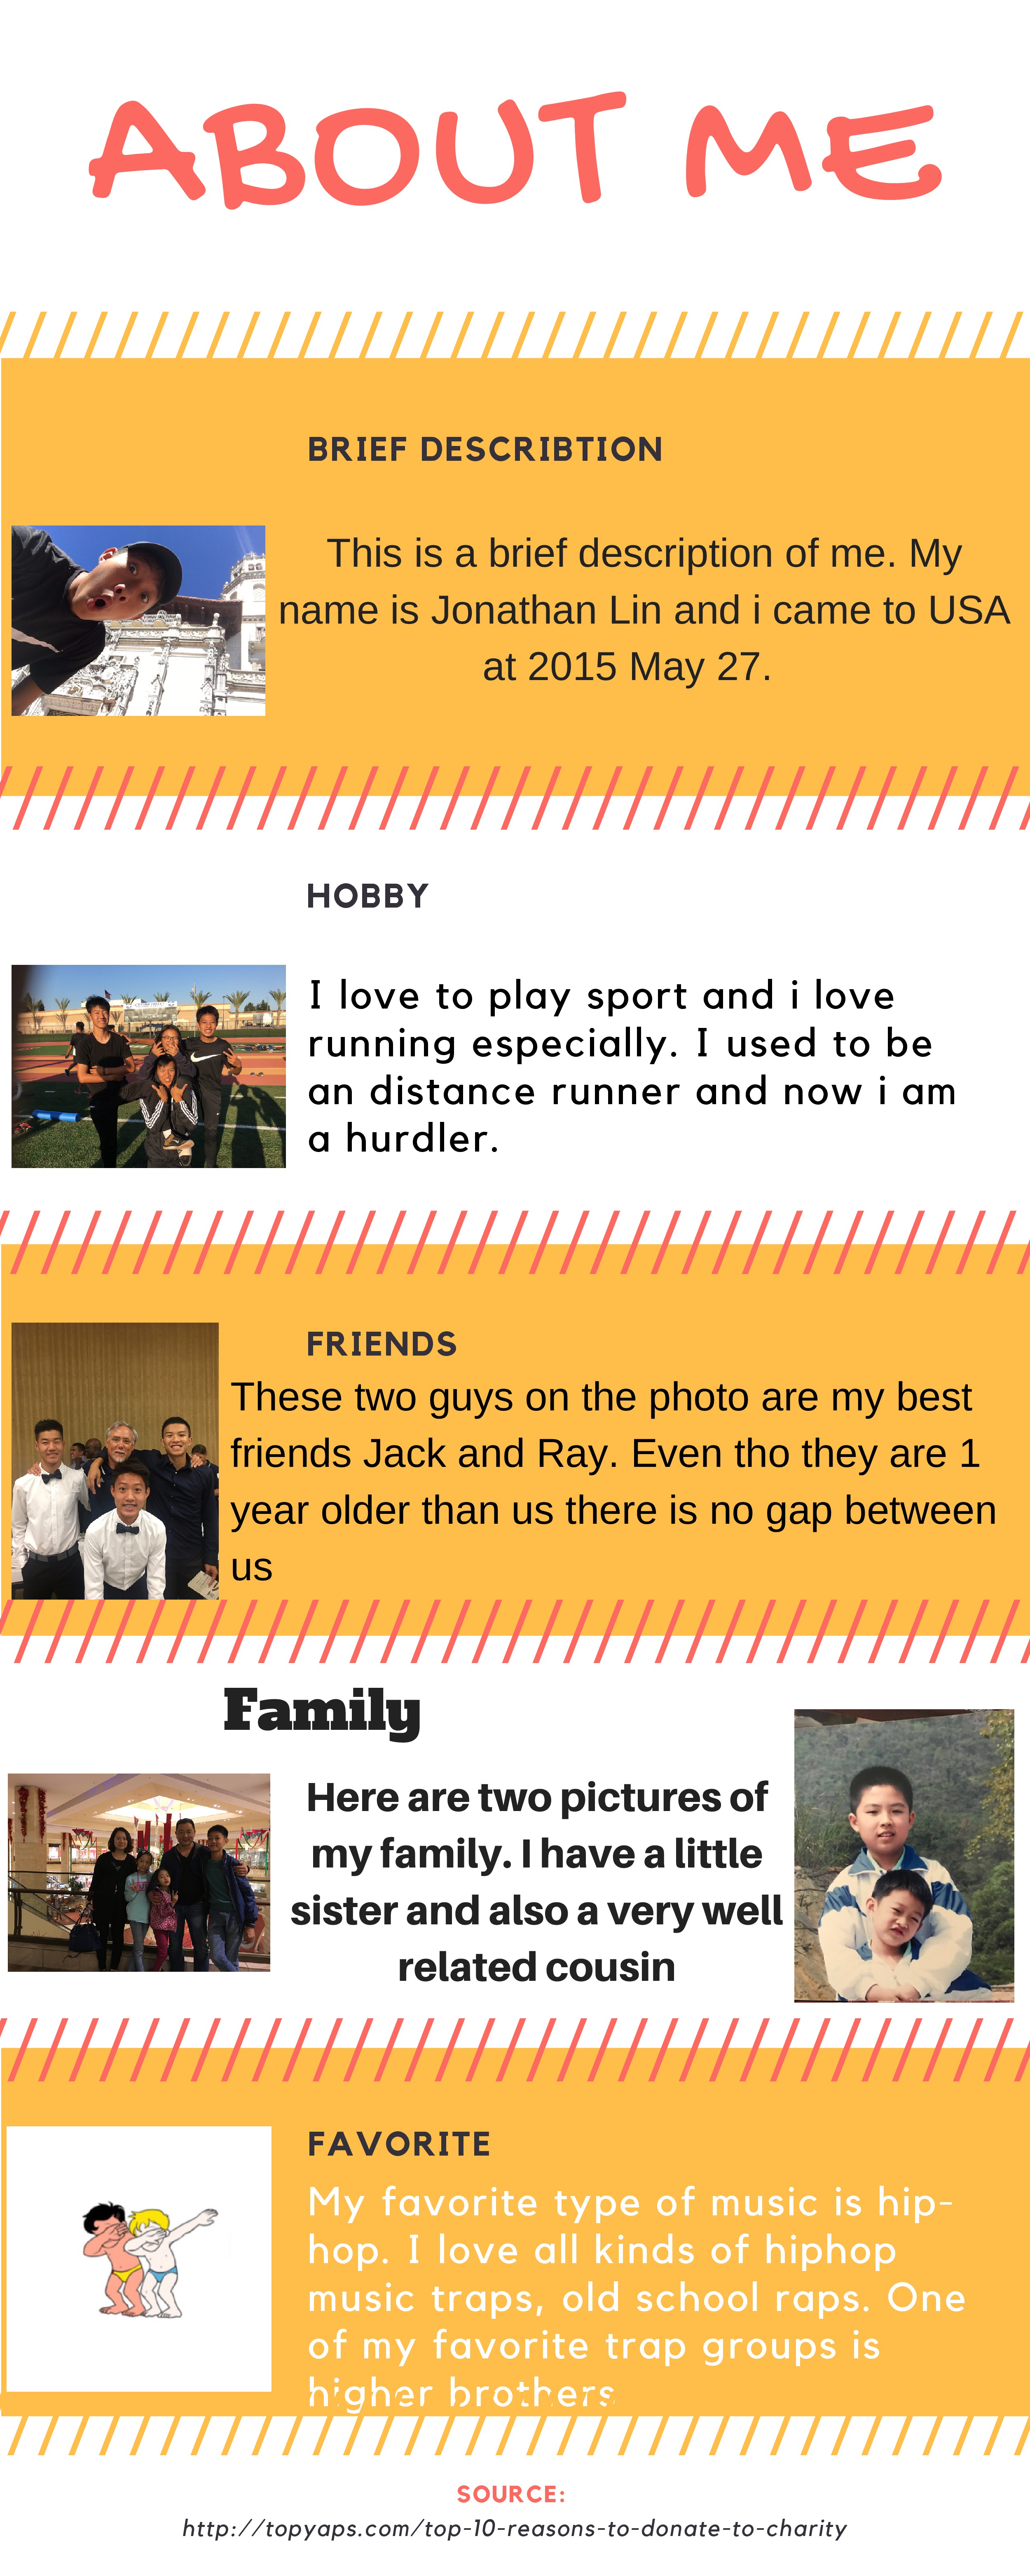 ABOUT ME
BRIEF DESCRIBTION
This is a brief description of me. My
name is Jonathan Lin and i came to USA
at 2015 May 27.
HOBBY
I love to play sport and i love
running especially. I used to be
an distance runner and now i am
a hurdler.
FRIENDS
These two guys on the photo are my best
friends Jack and Ray. Even tho they are 1
year older than us there is no gap between
us
Family
Here are two pictures of
my family. I have a little
sister and also a very well
related cousin
FAVORITE
My favorite type of music is hip-
hop. I love all kinds of hiphop
music traps, old school raps. One
of my favorite trap groups is
higher brothers
SOURCE:
http://topyaps.com/top-10-reasons-to-donate-to-charity